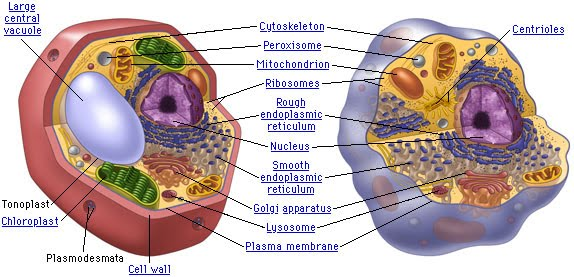 Large
central
vacuole
Cytoskeleton
Peroxisome
Mitochondrion
Ribosomes
Rough
endoplasmic
reticulum
Nucleus
Smooth
endoplasmic
reticulum
Golgi apparatus
Lysosome
Plasma membrane
Centrioles
Tonoplast
Chloroplast
Plasmodesmata
Cell wall